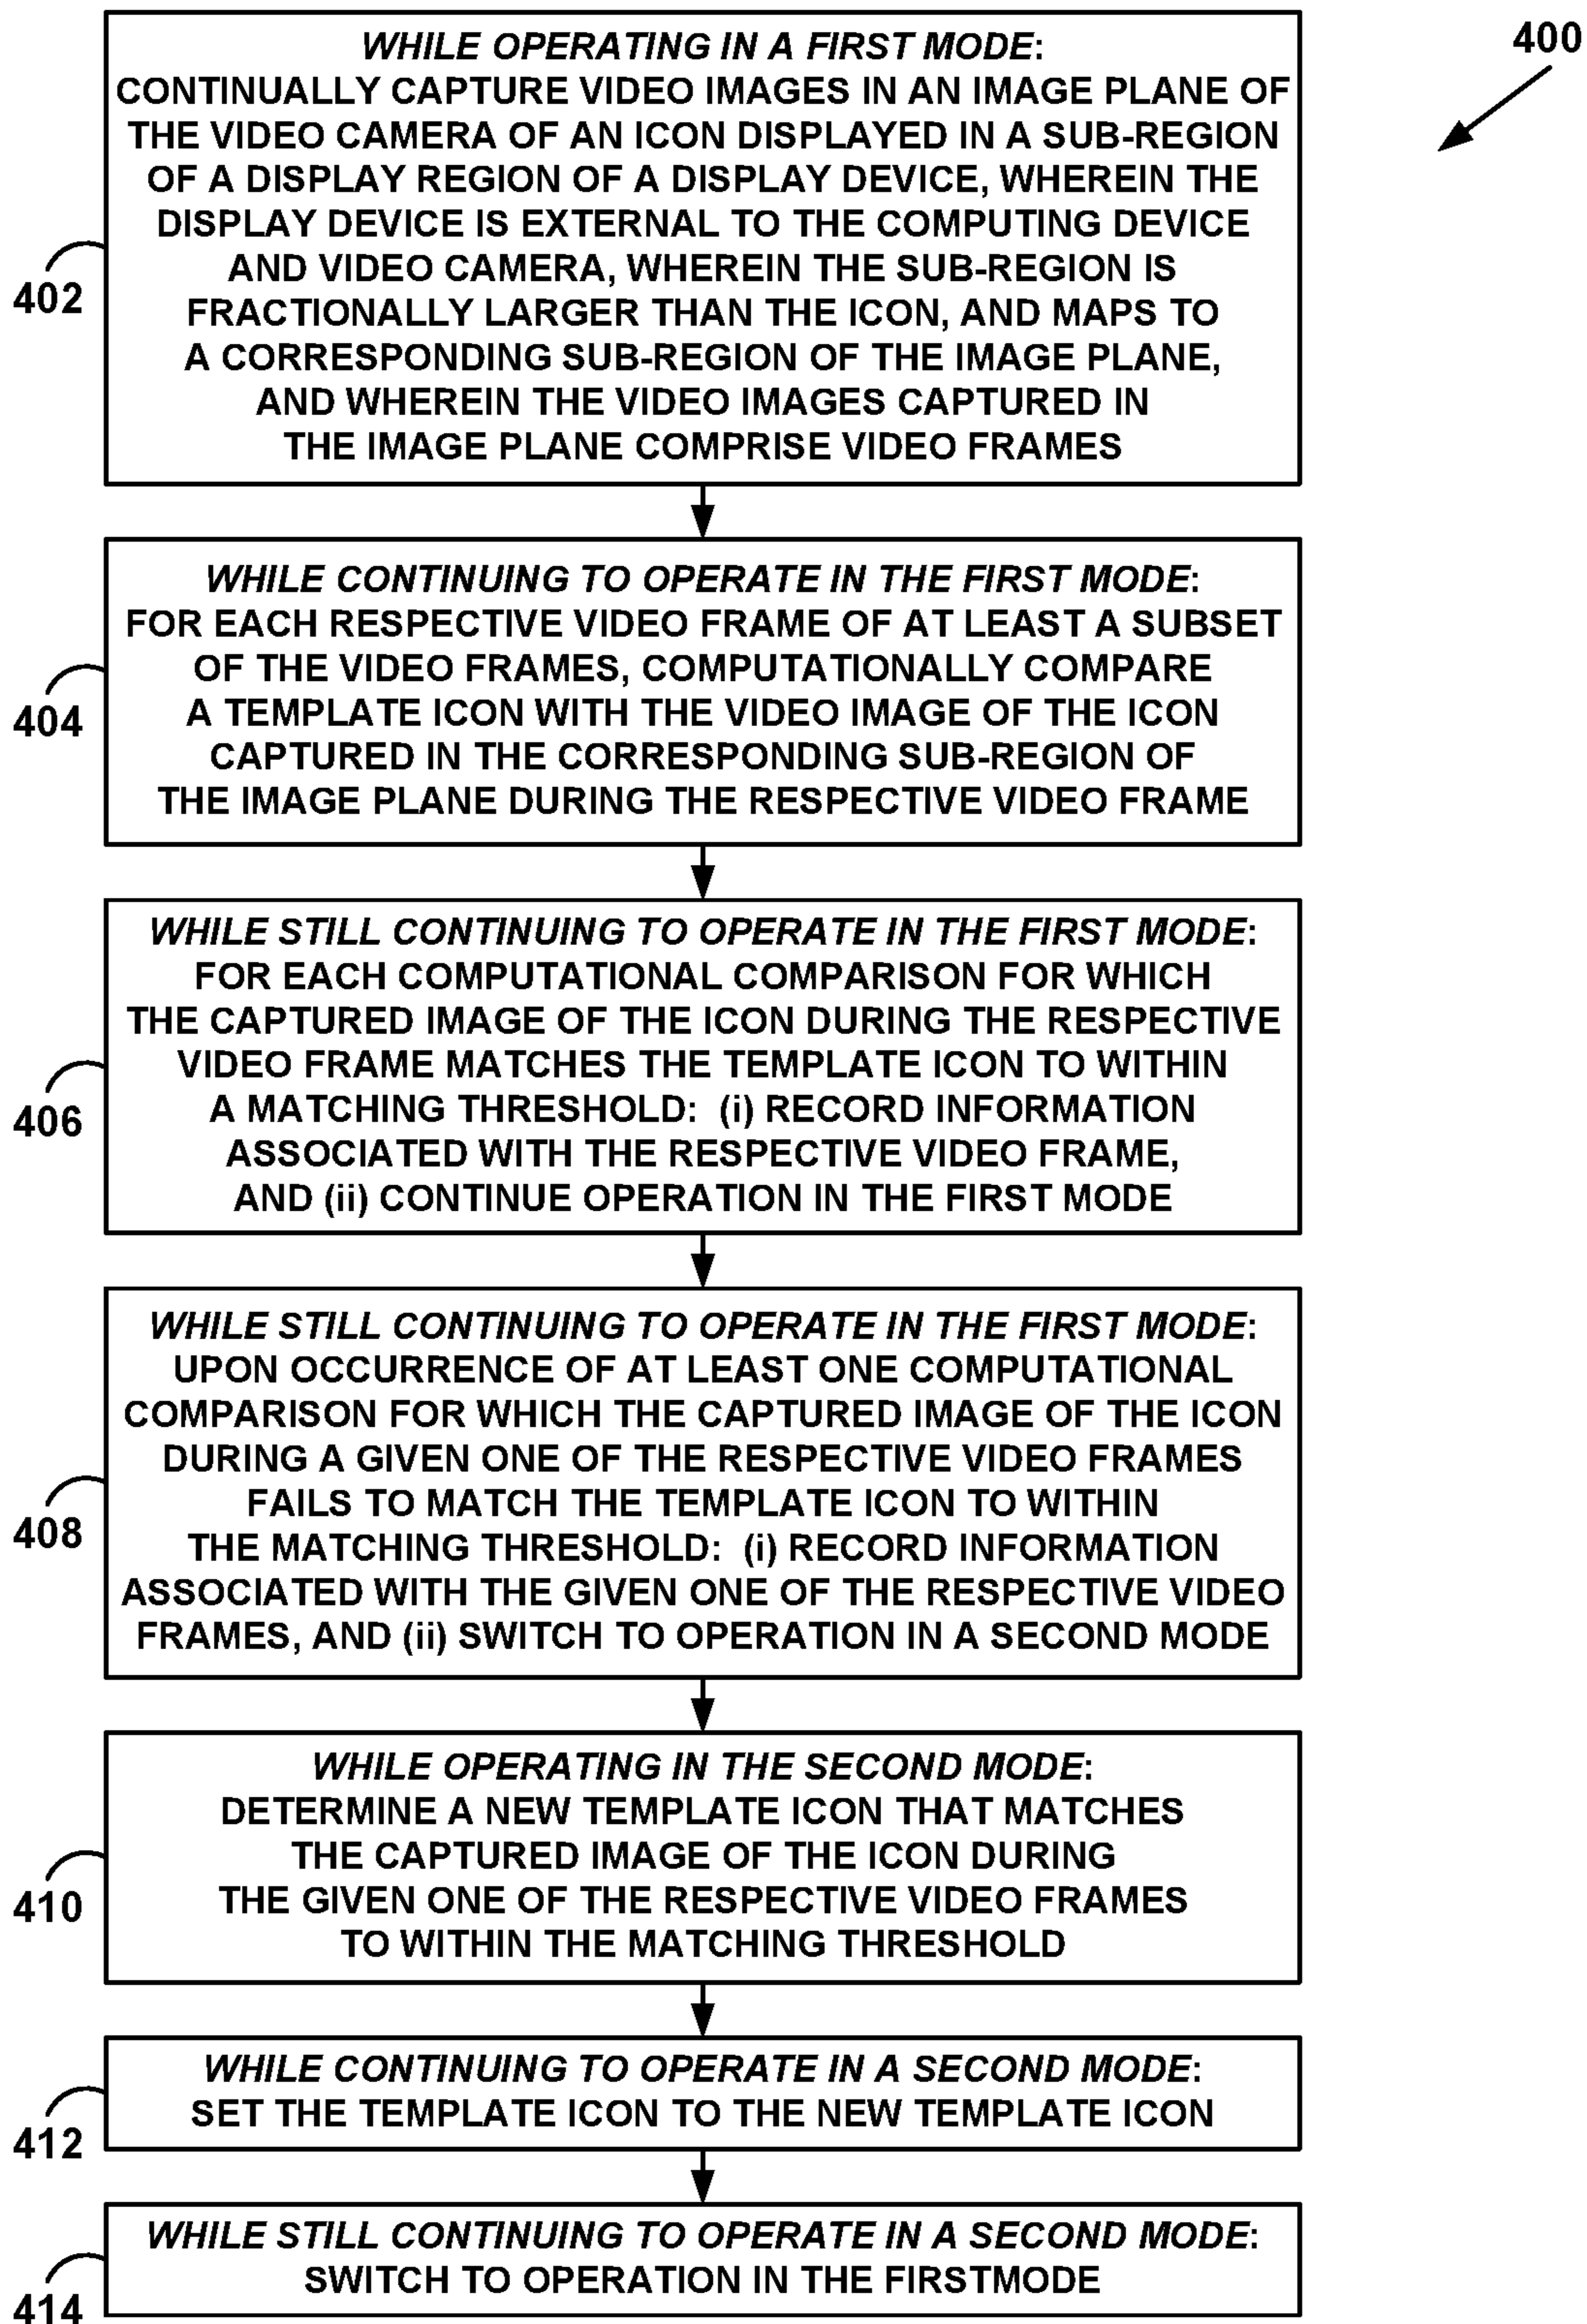 400
WHILE OPERATING IN A FIRST MODE:
CONTINUALLY CAPTURE VIDEO IMAGES IN AN IMAGE PLANE OF
THE VIDEO CAMERA OF AN ICON DISPLAYED IN A SUB-REGION
OF A DISPLAY REGION OF A DISPLAY DEVICE, WHEREIN THE
DISPLAY DEVICE IS EXTERNAL TO THE COMPUTING DEVICE
AND VIDEO CAMERA, WHEREIN THE SUB-REGION IS
FRACTIONALLY LARGER THAN THE ICON, AND MAPS TO
A CORRESPONDING SUB-REGION OF THE IMAGE PLANE,
AND WHEREIN THE VIDEO IMAGES CAPTURED IN
THE IMAGE PLANE COMPRISE VIDEO FRAMES
402
WHILE CONTINUING TO OPERATE IN THE FIRST MODE:
FOR EACH RESPECTIVE VIDEO FRAME OF AT LEAST A SUBSET
OF THE VIDEO FRAMES, COMPUTATIONALLY COMPARE
A TEMPLATE ICON WITH THE VIDEO IMAGE OF THE ICON
CAPTURED IN THE CORRESPONDING SUB-REGION OF
THE IMAGE PLANE DURING THE RESPECTIVE VIDEO FRAME
404
WHILE STILL CONTINUING TO OPERATE IN THE FIRST MODE:
FOR EACH COMPUTATIONAL COMPARISON FOR WHICH
THE CAPTURED IMAGE OF THE ICON DURING THE RESPECTIVE
VIDEO FRAME MATCHES THE TEMPLATE ICON TO WITHIN
A MATCHING THRESHOLD: (i) RECORD INFORMATION
ASSOCIATED WITH THE RESPECTIVE VIDEO FRAME,
AND (ii) CONTINUE OPERATION IN THE FIRST MODE
406
WHILE STILL CONTINUING TO OPERATE IN THE FIRST MODE:
UPON OCCURRENCE OF AT LEAST ONE COMPUTATIONAL
COMPARISON FOR WHICH THE CAPTURED IMAGE OF THE ICON
DURING A GIVEN ONE OF THE RESPECTIVE VIDEO FRAMES
FAILS TO MATCH THE TEMPLATE ICON TO WITHIN
THE MATCHING THRESHOLD: (i) RECORD INFORMATION
ASSOCIATED WITH THE GIVEN ONE OF THE RESPECTIVE VIDEO
FRAMES, AND (ii) SWITCH TO OPERATION IN A SECOND MODE
408
WHILE OPERATING IN THE SECOND MODE:
DETERMINE A NEW TEMPLATE ICON THAT MATCHES
THE CAPTURED IMAGE OF THE ICON DURING
THE GIVEN ONE OF THE RESPECTIVE VIDEO FRAMES
TO WITHIN THE MATCHING THRESHOLD
410
WHILE CONTINUING TO OPERATE IN A SECOND MODE:
SET THE TEMPLATE ICON TO THE NEW TEMPLATE ICON
412
WHILE STILL CONTINUING TO OPERATE IN A SECOND MODE:
SWITCH TO OPERATION IN THE FIRSTMODE
414